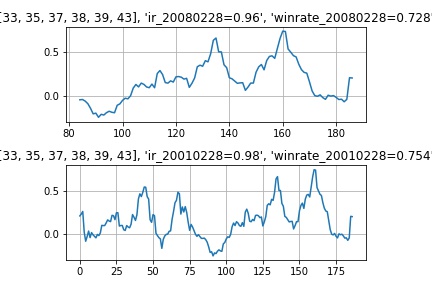 [33, 35, 37, 38, 39, 43], 'ir_20080228=0.96', 'winrate_20080228=0.728'
0.5
0.0
80 100 120 140 160 180
[33, 35, 37, 38, 39, 43], 'ir_20010228=0.98', 'winrate_20010228=0.754'
0.5
0.0
0 25 50 75 100 125 150 175